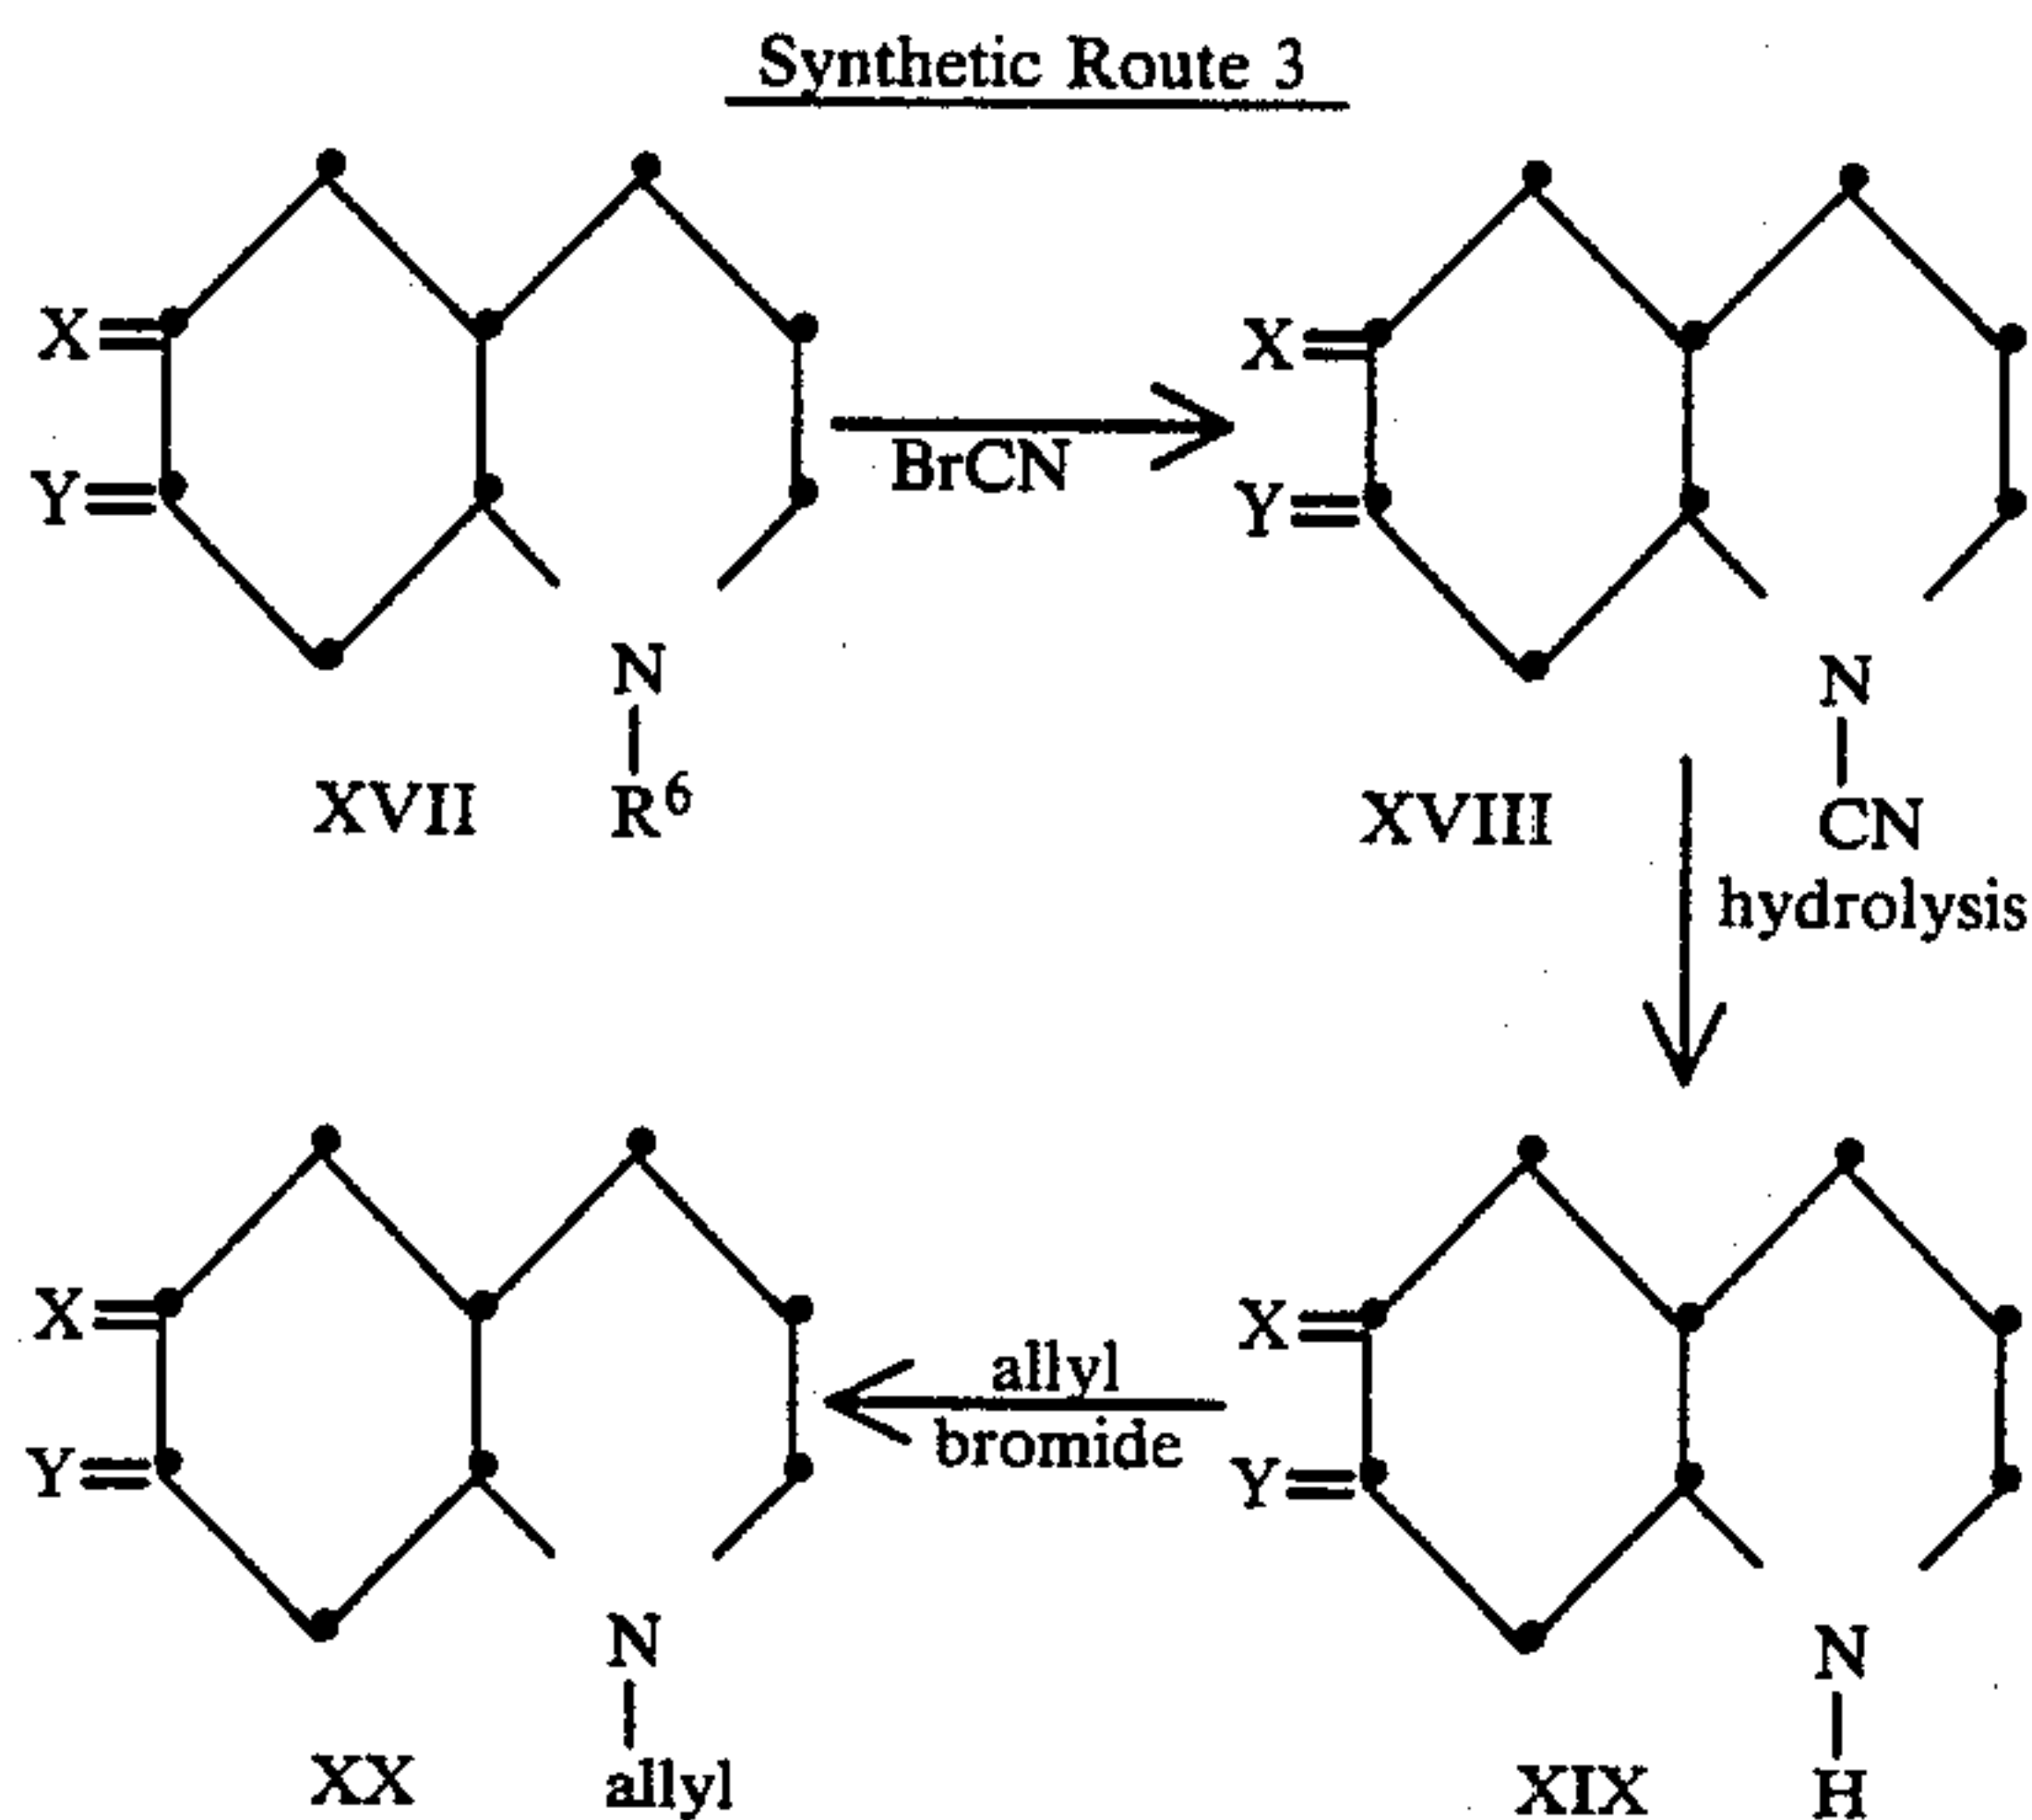 Synthetic Route 3
X
Y
N
R⁶
XVII
BrCN
X
Y
N
CN
XVIII
hydrolysis
X
Y
N
H
XIX
allyl
bromide
X
Y
N
allyl
XX